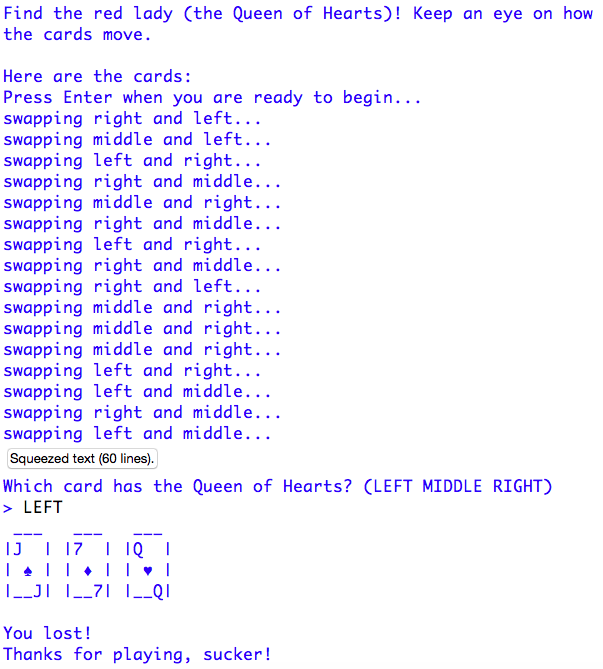 Find the red lady (the Queen of Hearts)! Keep an eye on how
the cards move.
Here are the cards:
Press Enter when you are ready to begin...
swapping right and left...
swapping middle and left...
swapping left and right...
swapping right and middle...
swapping middle and right...
swapping right and middle...
swapping left and right...
swapping right and middle...
swapping right and left...
swapping middle and right...
swapping middle and right...
swapping middle and right...
swapping left and right...
swapping left and middle...
swapping right and middle...
swapping left and middle...
Squeezed text (60 lines).
Which card has the Queen of Hearts? (LEFT MIDDLE RIGHT)
> LEFT
 ___   ___   ___
|J  | |7  | |Q  |
| ♠ | | ♦ | | ♥ |
|__J| |__7| |__Q|
You lost!
Thanks for playing, sucker!